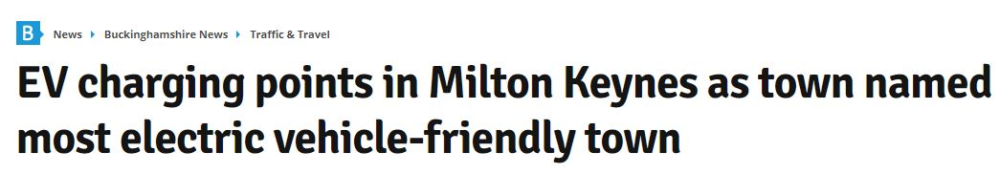 B News Buckinghamshire News Traffic & Travel
EV charging points in Milton Keynes as town named
most electric vehicle-friendly town